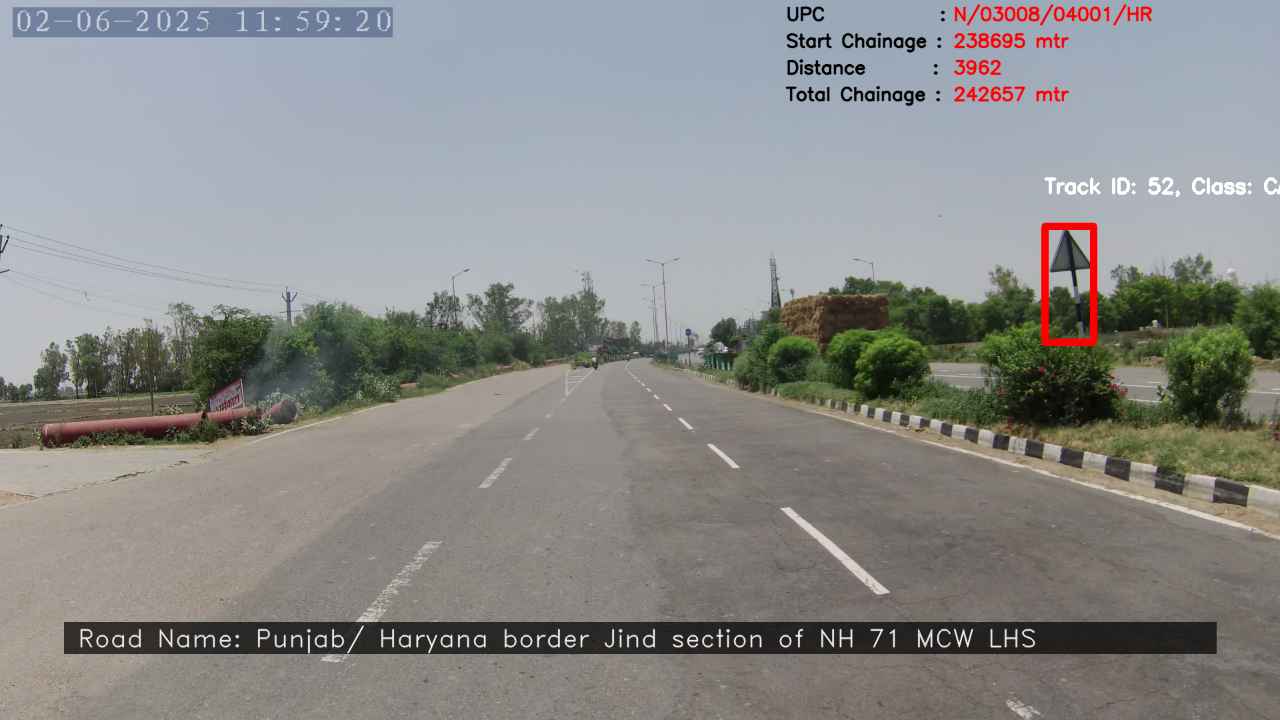 02-06-2025 11:59:20
UPC : N/03008/04001/HR
Start Chainage : 238695 mtr
Distance : 3962
Total Chainage : 242657 mtr
Track ID: 52, Class:
Road Name: Punjab/ Haryana border Jind section of NH 71 MCW LHS